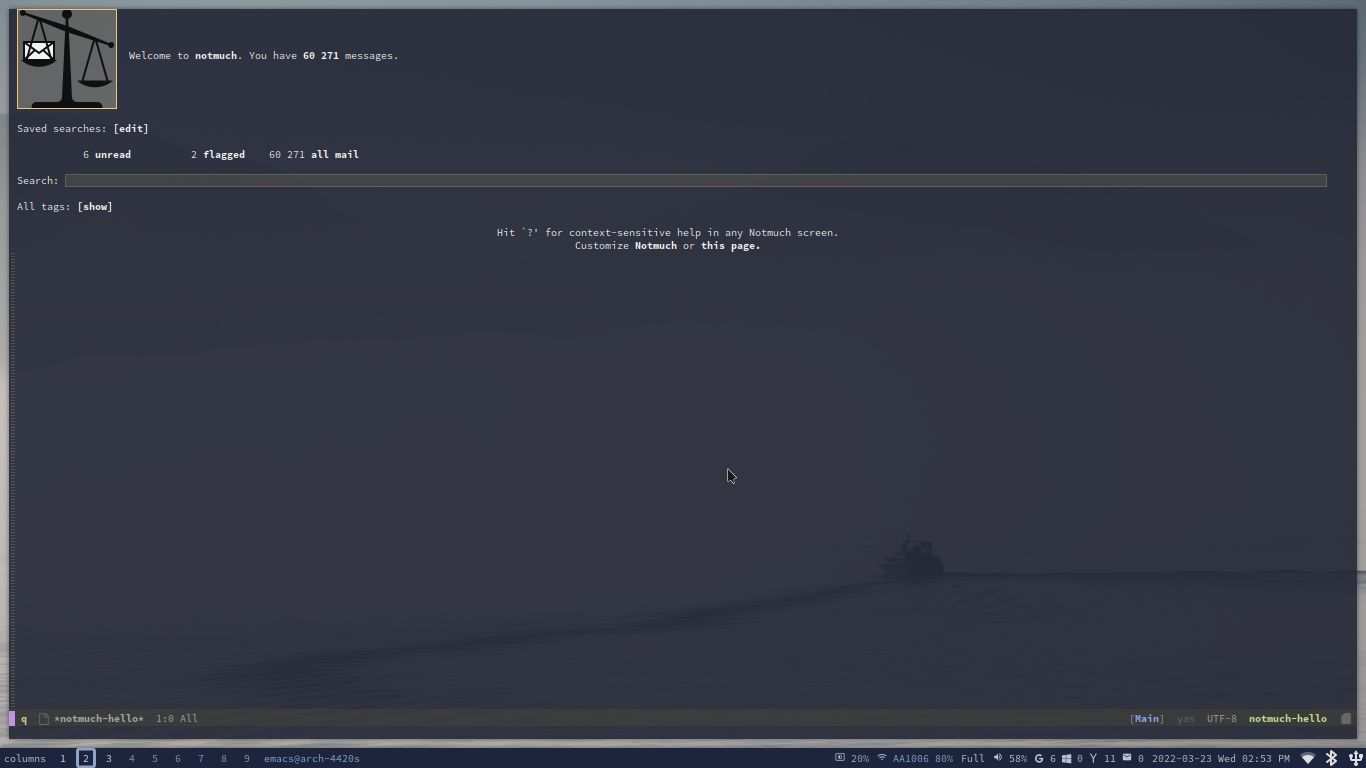 Welcome to notmuch. You have 60 271 messages.
Saved searches: [edit]
6 unread 2 flagged 60 271 all mail
Search:
All tags: [show]
Hit `?' for context-sensitive help in any Notmuch screen.
Customize Notmuch or this page.
q *notmuch-hello* 1:0 All [Main] yas UTF-8 notmuch-hello
columns 1 2 3 4 5 6 7 8 9 emacs@arch-4420s 20% AA1006 80% Full 58% G 6 0 Y 11 0 2022-03-23 Wed 02:53 PM